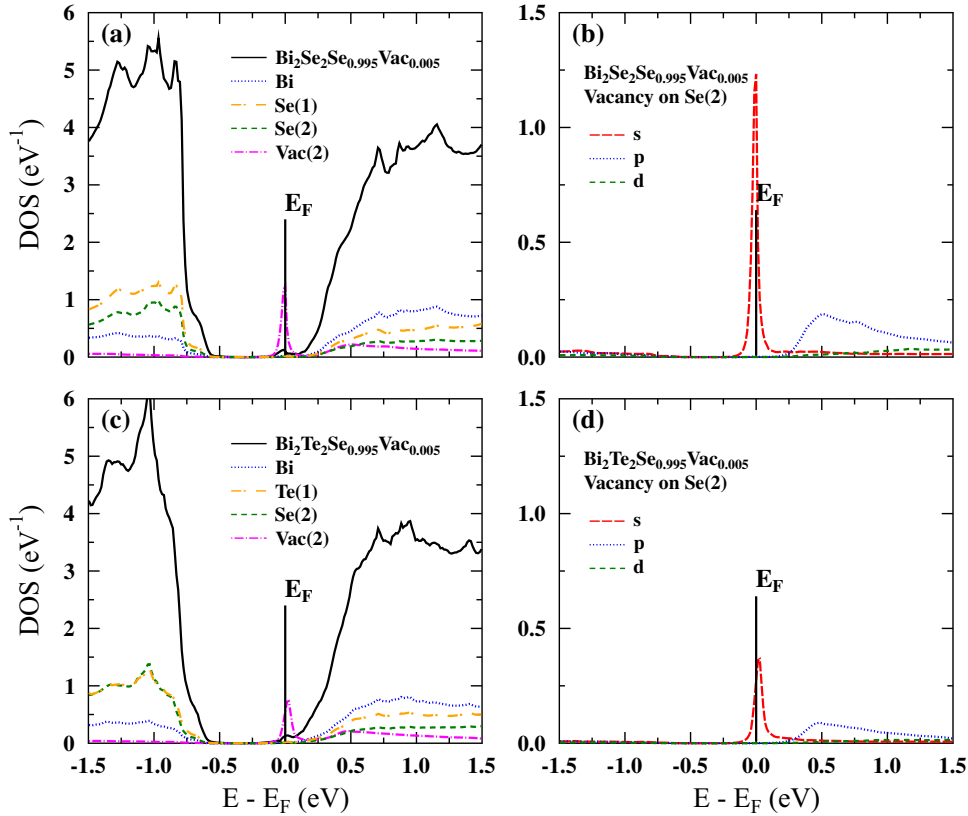 (a)
Bi₂Se₂Se₀.₉₉₅Vac₀.₀₀₅
Bi
Se(1)
Se(2)
Vac(2)
E_F
DOS (eV⁻¹)
6
5
4
3
2
1
0
(b)
Bi₂Se₂Se₀.₉₉₅Vac₀.₀₀₅
Vacancy on Se(2)
s
p
d
E_F
1.5
1.0
0.5
0.0
(c)
Bi₂Te₂Se₀.₉₉₅Vac₀.₀₀₅
Bi
Te(1)
Se(2)
Vac(2)
E_F
DOS (eV⁻¹)
6
5
4
3
2
1
0
-1.5 -1.0 -0.5 0.0 0.5 1.0 1.5
E - E_F (eV)
(d)
Bi₂Te₂Se₀.₉₉₅Vac₀.₀₀₅
Vacancy on Se(2)
s
p
d
E_F
1.5
1.0
0.5
0.0
-1.5 -1.0 -0.5 0.0 0.5 1.0 1.5
E - E_F (eV)